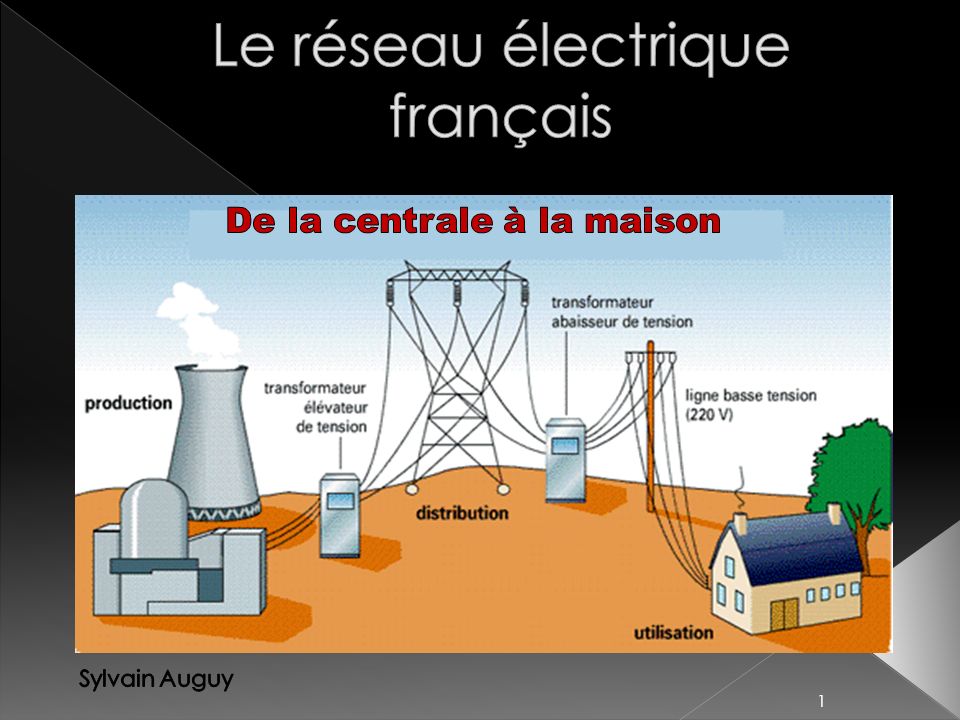 Le réseau électrique
français
De la centrale à la maison
transformateur
abaisseur de tension
production
transformateur
élévateur
de tension
ligne basse tension
(220 V)
distribution
utilisation
Sylvain Auguy
1